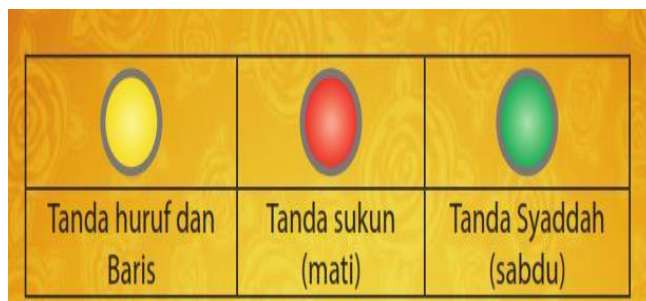 Tanda huruf dan
Baris
Tanda sukun
(mati)
Tanda Syaddah
(sabdu)